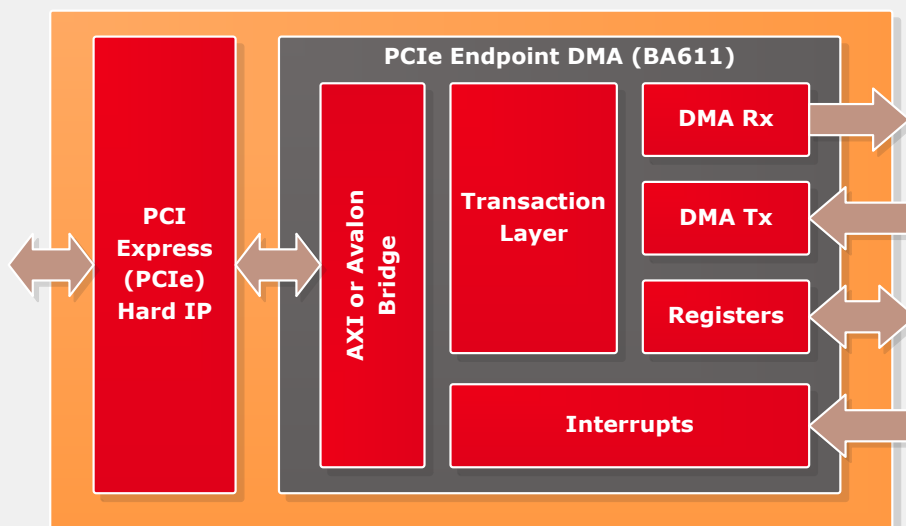 PCIe Endpoint DMA (BA611)
PCI
Express
(PCIe)
Hard IP
AXI or Avalon
Bridge
Transaction
Layer
DMA Rx
DMA Tx
Registers
Interrupts